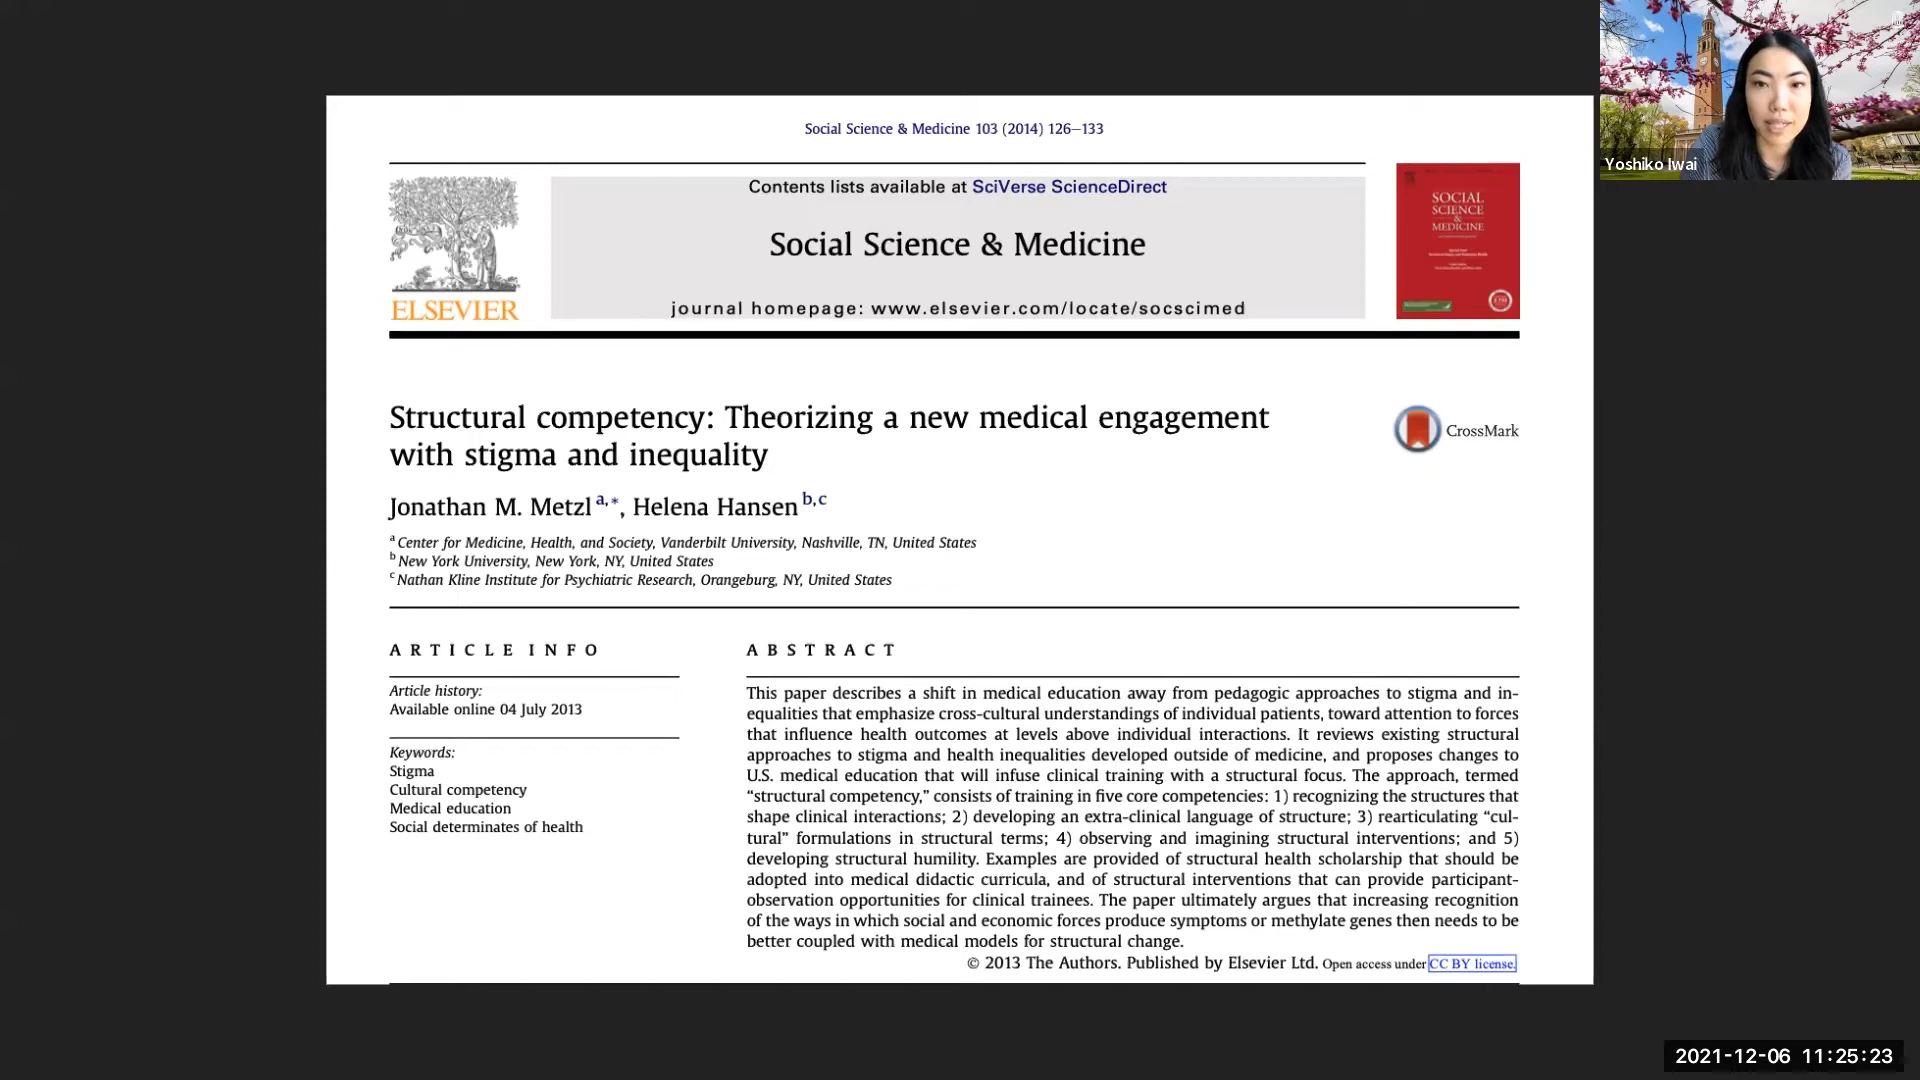 Social Science & Medicine 103 (2014) 126–133
Contents lists available at SciVerse ScienceDirect
Social Science & Medicine
journal homepage: www.elsevier.com/locate/socscimed
ELSEVIER
SOCIAL
SCIENCE
&
MEDICINE
Structural competency: Theorizing a new medical engagement
with stigma and inequality
CrossMark
Jonathan M. Metzl a,*, Helena Hansen b,c
a Center for Medicine, Health, and Society, Vanderbilt University, Nashville, TN, United States
b New York University, New York, NY, United States
c Nathan Kline Institute for Psychiatric Research, Orangeburg, NY, United States
ARTICLE INFO
Article history:
Available online 04 July 2013
Keywords:
Stigma
Cultural competency
Medical education
Social determinates of health
ABSTRACT
This paper describes a shift in medical education away from pedagogic approaches to stigma and in-
equalities that emphasize cross-cultural understandings of individual patients, toward attention to forces
that influence health outcomes at levels above individual interactions. It reviews existing structural
approaches to stigma and health inequalities developed outside of medicine, and proposes changes to
U.S. medical education that will infuse clinical training with a structural focus. The approach, termed
“structural competency,” consists of training in five core competencies: 1) recognizing the structures that
shape clinical interactions; 2) developing an extra-clinical language of structure; 3) rearticulating “cul-
tural” formulations in structural terms; 4) observing and imagining structural interventions; and 5)
developing structural humility. Examples are provided of structural health scholarship that should be
adopted into medical didactic curricula, and of structural interventions that can provide participant-
observation opportunities for clinical trainees. The paper ultimately argues that increasing recognition
of the ways in which social and economic forces produce symptoms or methylate genes then needs to be
better coupled with medical models for structural change.
© 2013 The Authors. Published by Elsevier Ltd. Open access under CC BY license.
Yoshiko Iwai
2021-12-06 11:25:23